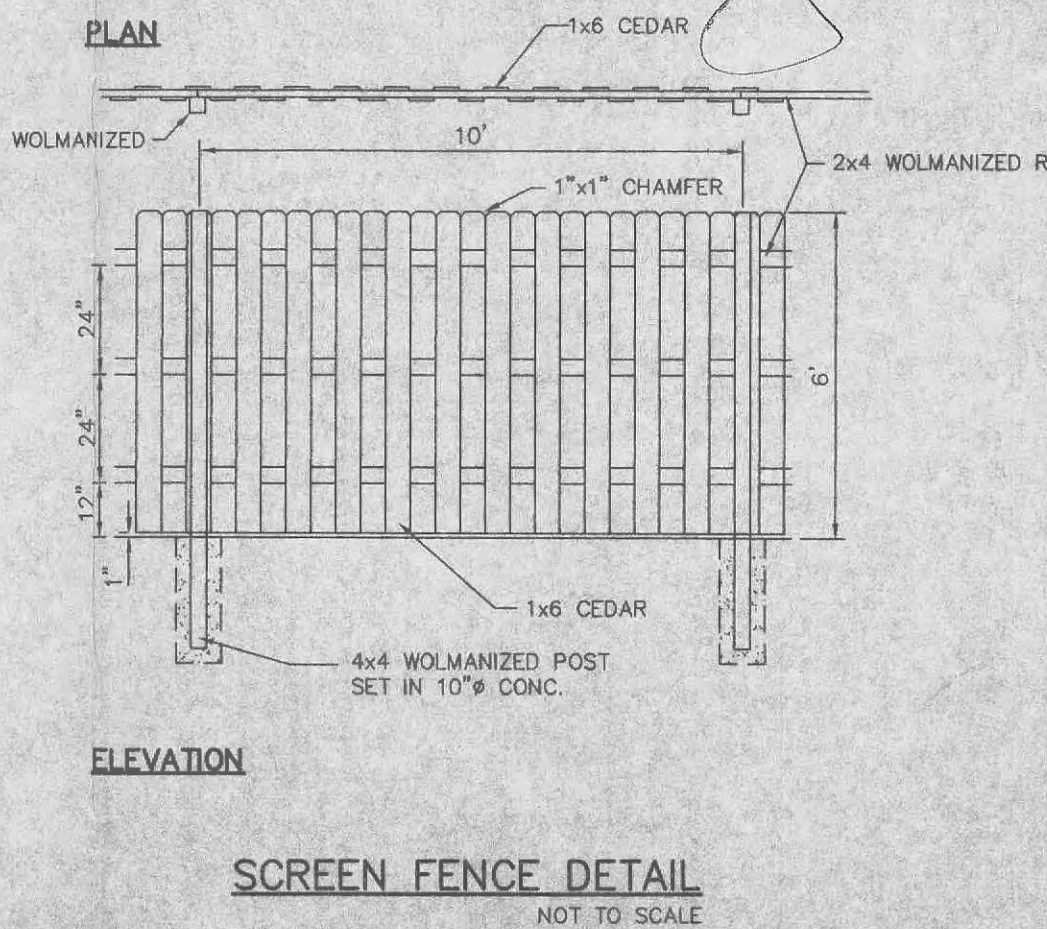 PLAN
1x6 CEDAR
WOLMANIZED
10'
2x4 WOLMANIZED R
1"x1" CHAMFER
24"
24"
12"
1"
6'
1x6 CEDAR
4x4 WOLMANIZED POST
SET IN 10"ø CONC.
ELEVATION
SCREEN FENCE DETAIL
NOT TO SCALE